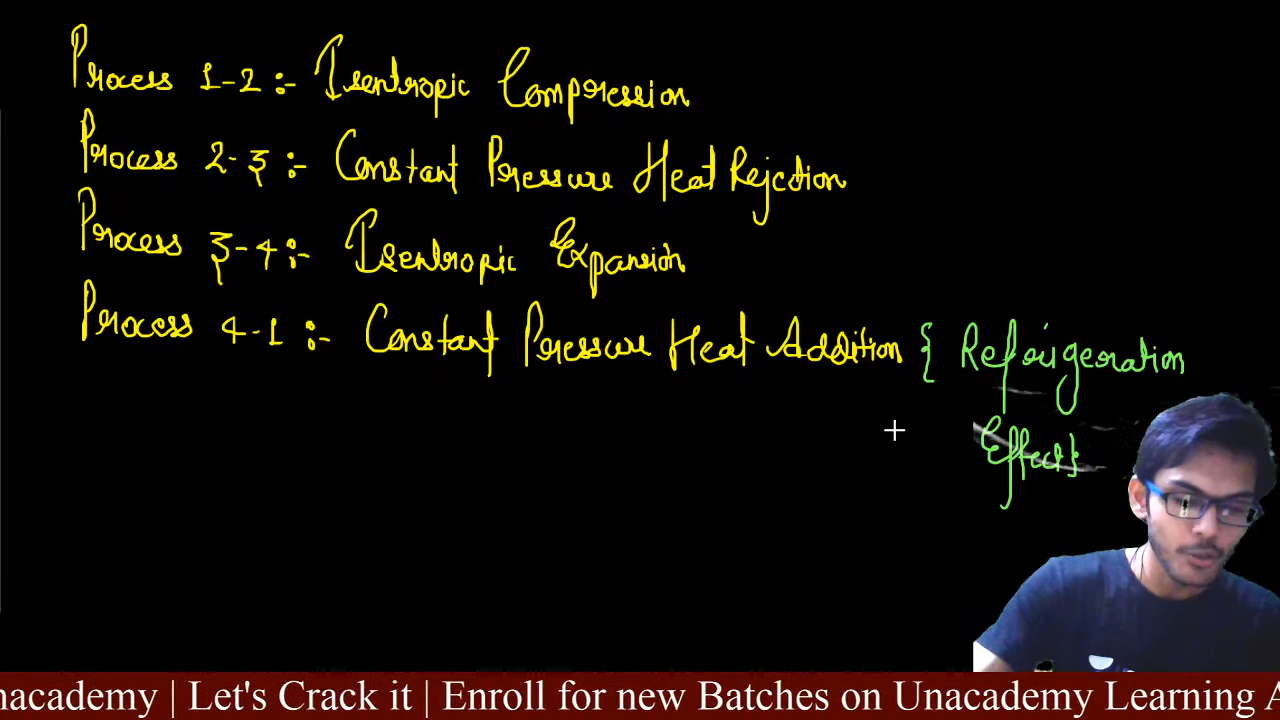 Process 1-2 :- Isentropic Compression
Process 2-3 :- Constant Pressure Heat Rejction
Process 3-4 :- Isentropic Expansion
Process 4-1 :- Constant Pressure Heat Addition { Refrigeration
Effect }
nacademy | Let's Crack it | Enroll for new Batches on Unacademy Learning A